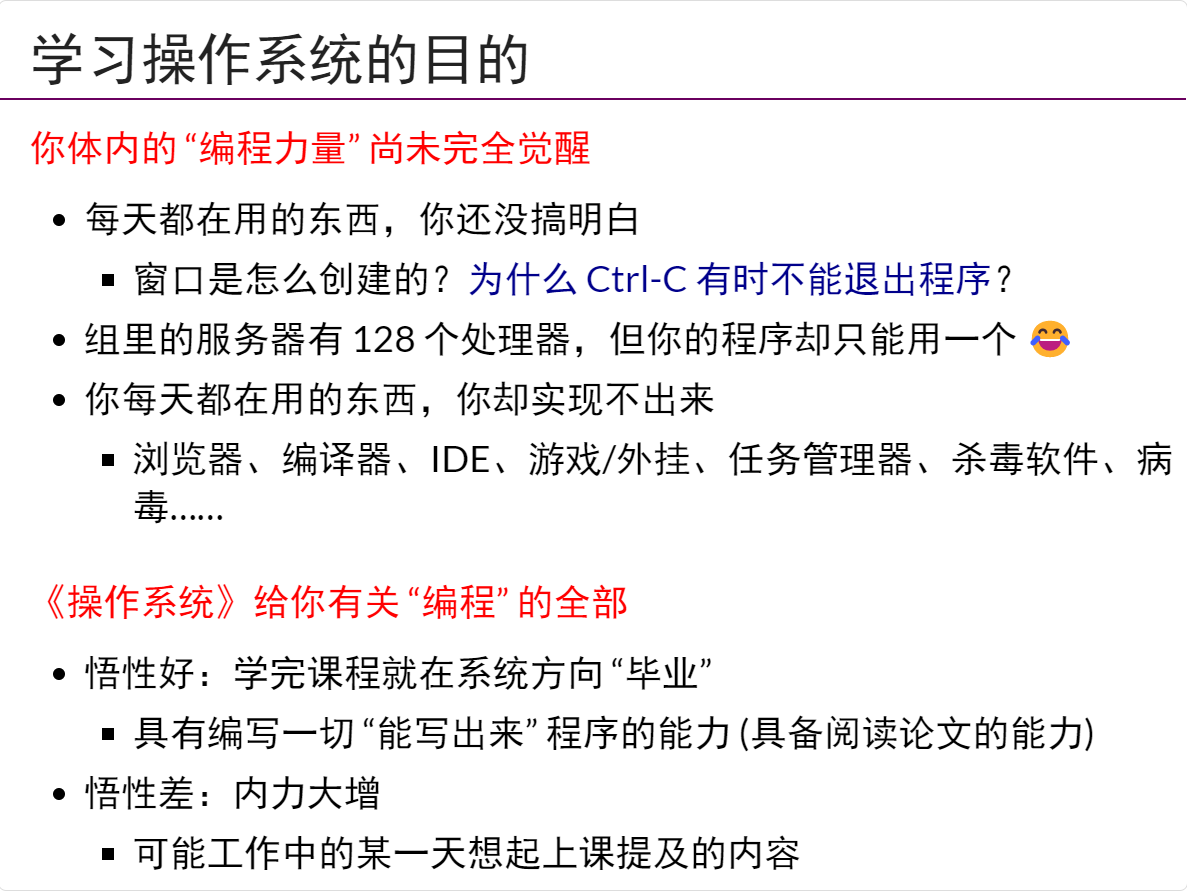 学习操作系统的目的
你体内的 “编程力量” 尚未完全觉醒
• 每天都在用的东西，你还没搞明白
▪ 窗口是怎么创建的？为什么 Ctrl-C 有时不能退出程序？
• 组里的服务器有 128 个处理器，但你的程序却只能用一个 😂
• 你每天都在用的东西，你却实现不出来
▪ 浏览器、编译器、IDE、游戏/外挂、任务管理器、杀毒软件、病
毒……
《操作系统》给你有关 “编程” 的全部
• 悟性好：学完课程就在系统方向 “毕业”
▪ 具有编写一切 “能写出来” 程序的能力 (具备阅读论文的能力)
• 悟性差：内力大增
▪ 可能工作中的某一天想起上课提及的内容